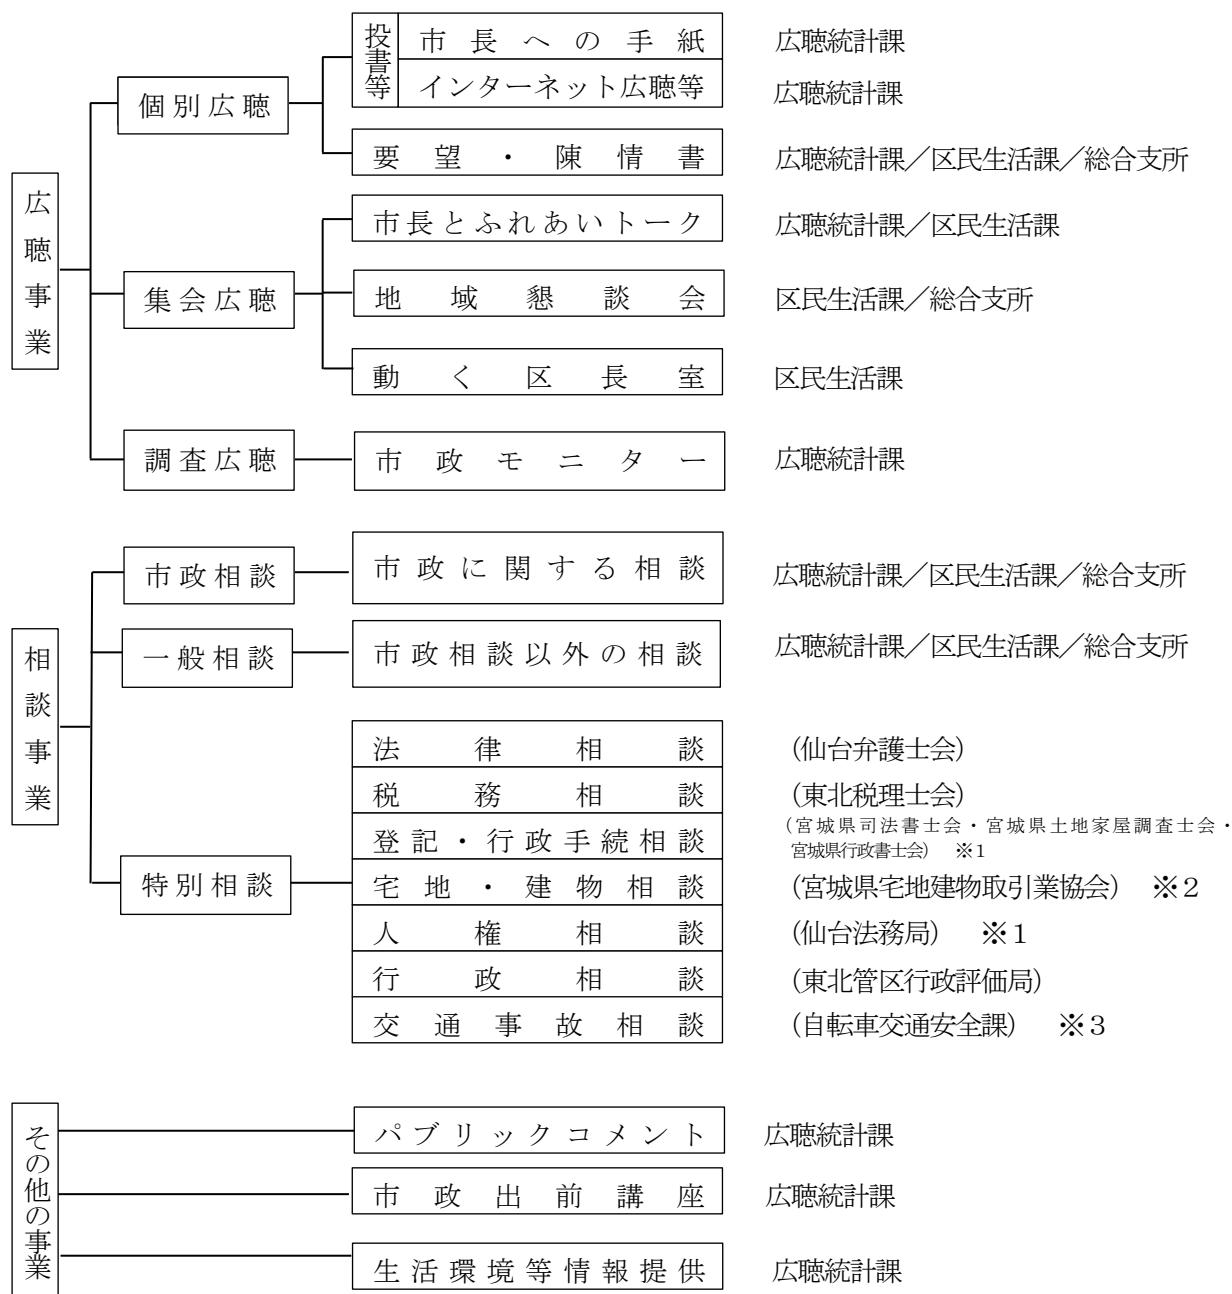 広聴事業
個別広聴
投書等
市長への手紙 広聴統計課
インターネット広聴等 広聴統計課
要望・陳情書 広聴統計課／区民生活課／総合支所
集会広聴
市長とふれあいトーク 広聴統計課／区民生活課
地域懇談会 区民生活課／総合支所
動く区長室 区民生活課
調査広聴
市政モニター 広聴統計課
相談事業
市政相談
市政に関する相談 広聴統計課／区民生活課／総合支所
一般相談
市政相談以外の相談 広聴統計課／区民生活課／総合支所
特別相談
法律相談 （仙台弁護士会）
税務相談 （東北税理士会）
登記・行政手続相談 （宮城県司法書士会・宮城県土地家屋調査士会・
宮城県行政書士会） ※１
宅地・建物相談 （宮城県宅地建物取引業協会） ※２
人権相談 （仙台法務局） ※１
行政相談 （東北管区行政評価局）
交通事故相談 （自転車交通安全課） ※３
その他の事業
パブリックコメント 広聴統計課
市政出前講座 広聴統計課
生活環境等情報提供 広聴統計課